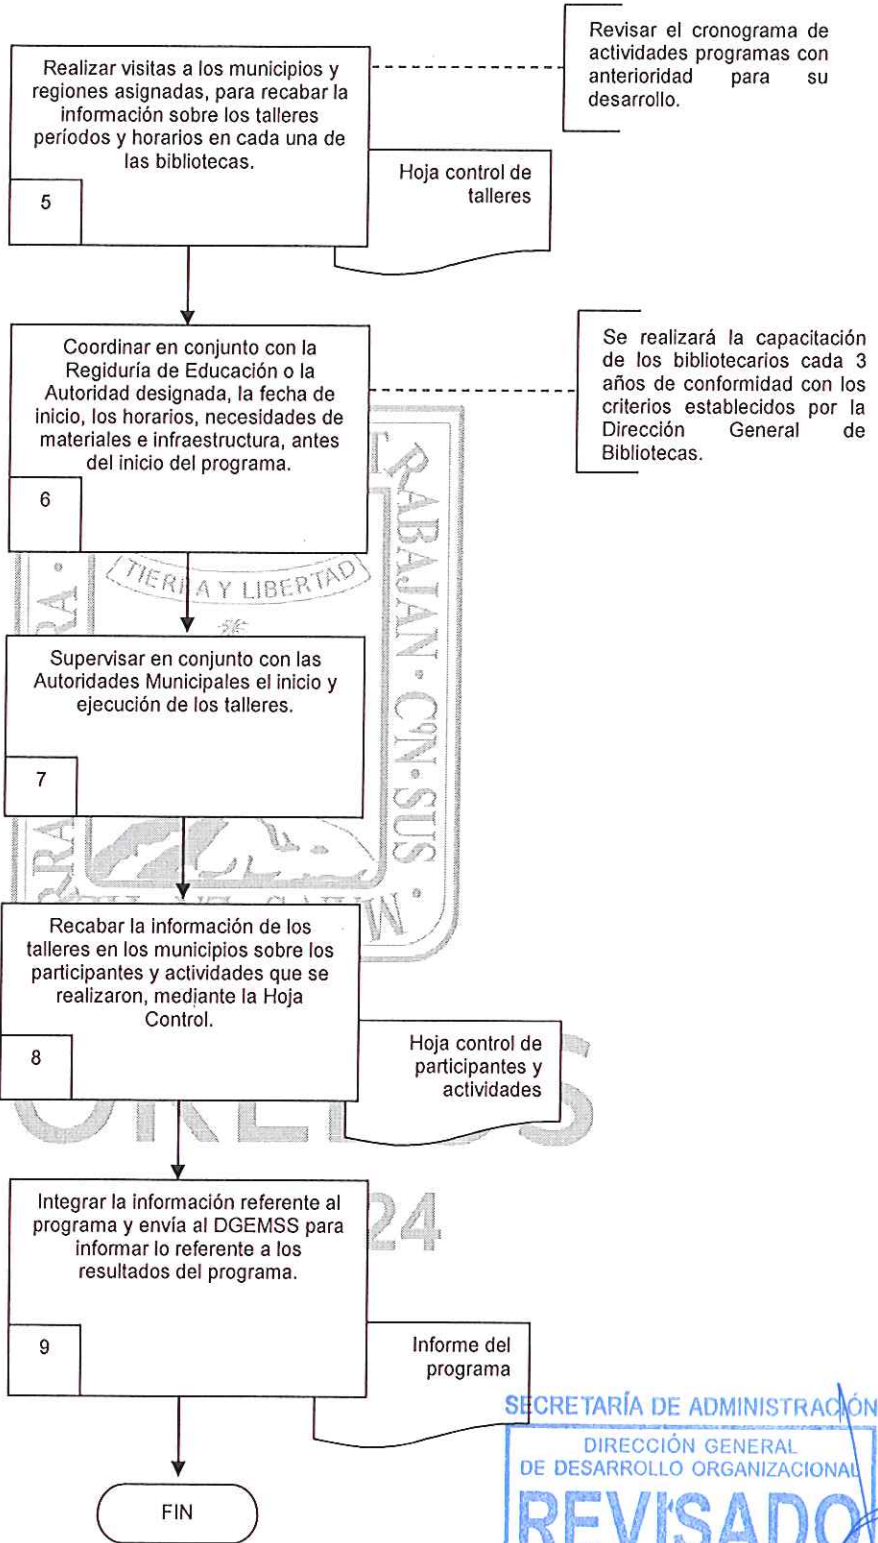 Revisar el cronograma de
actividades programas con
anterioridad para su
desarrollo.
Realizar visitas a los municipios y
regiones asignadas, para recabar la
información sobre los talleres
períodos y horarios en cada una de
las bibliotecas.
5
Hoja control de
talleres
Coordinar en conjunto con la
Regiduría de Educación o la
Autoridad designada, la fecha de
inicio, los horarios, necesidades de
materiales e infraestructura, antes
del inicio del programa.
6
Se realizará la capacitación
de los bibliotecarios cada 3
años de conformidad con los
criterios establecidos por la
Dirección General de
Bibliotecas.
TIERRA Y LIBERTAD
TRABAJAN · CON · SUS ·
Supervisar en conjunto con las
Autoridades Municipales el inicio y
ejecución de los talleres.
7
Recabar la información de los
talleres en los municipios sobre los
participantes y actividades que se
realizaron, mediante la Hoja
Control.
8
Hoja control de
participantes y
actividades
Integrar la información referente al
programa y envía al DGEMSS para
informar lo referente a los
resultados del programa.
24
9
Informe del
programa
FIN
SECRETARÍA DE ADMINISTRACIÓN
DIRECCIÓN GENERAL
DE DESARROLLO ORGANIZACIONAL
REVISADO